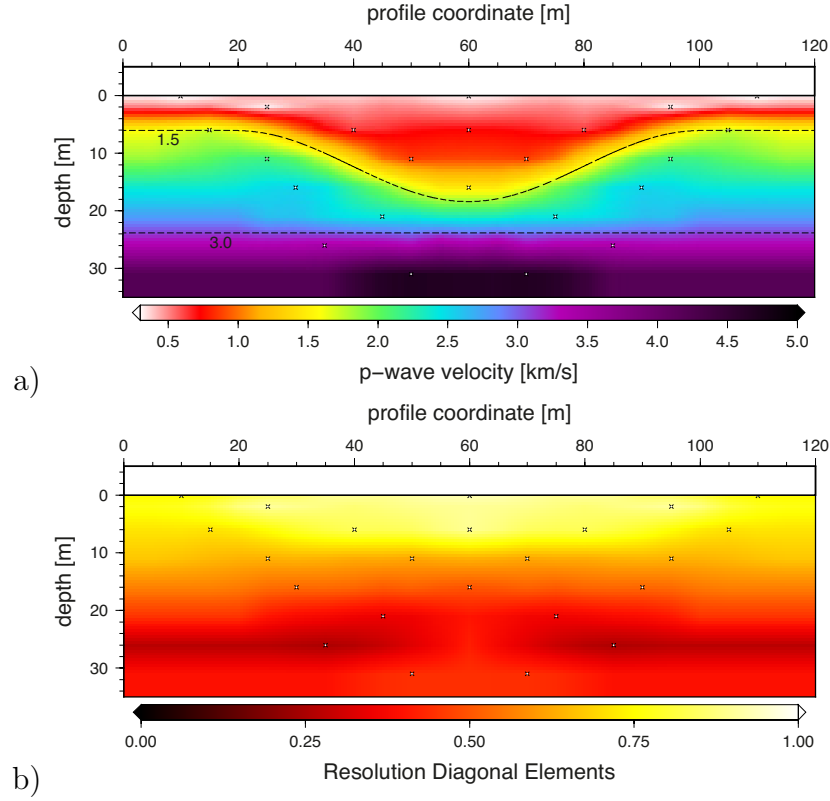 profile coordinate [m]
0 20 40 60 80 100 120
0
10
20
30
depth [m]
1.5
3.0
0.5 1.0 1.5 2.0 2.5 3.0 3.5 4.0 4.5 5.0
p−wave velocity [km/s]
a)
profile coordinate [m]
0 20 40 60 80 100 120
0
10
20
30
depth [m]
0.00 0.25 0.50 0.75 1.00
Resolution Diagonal Elements
b)